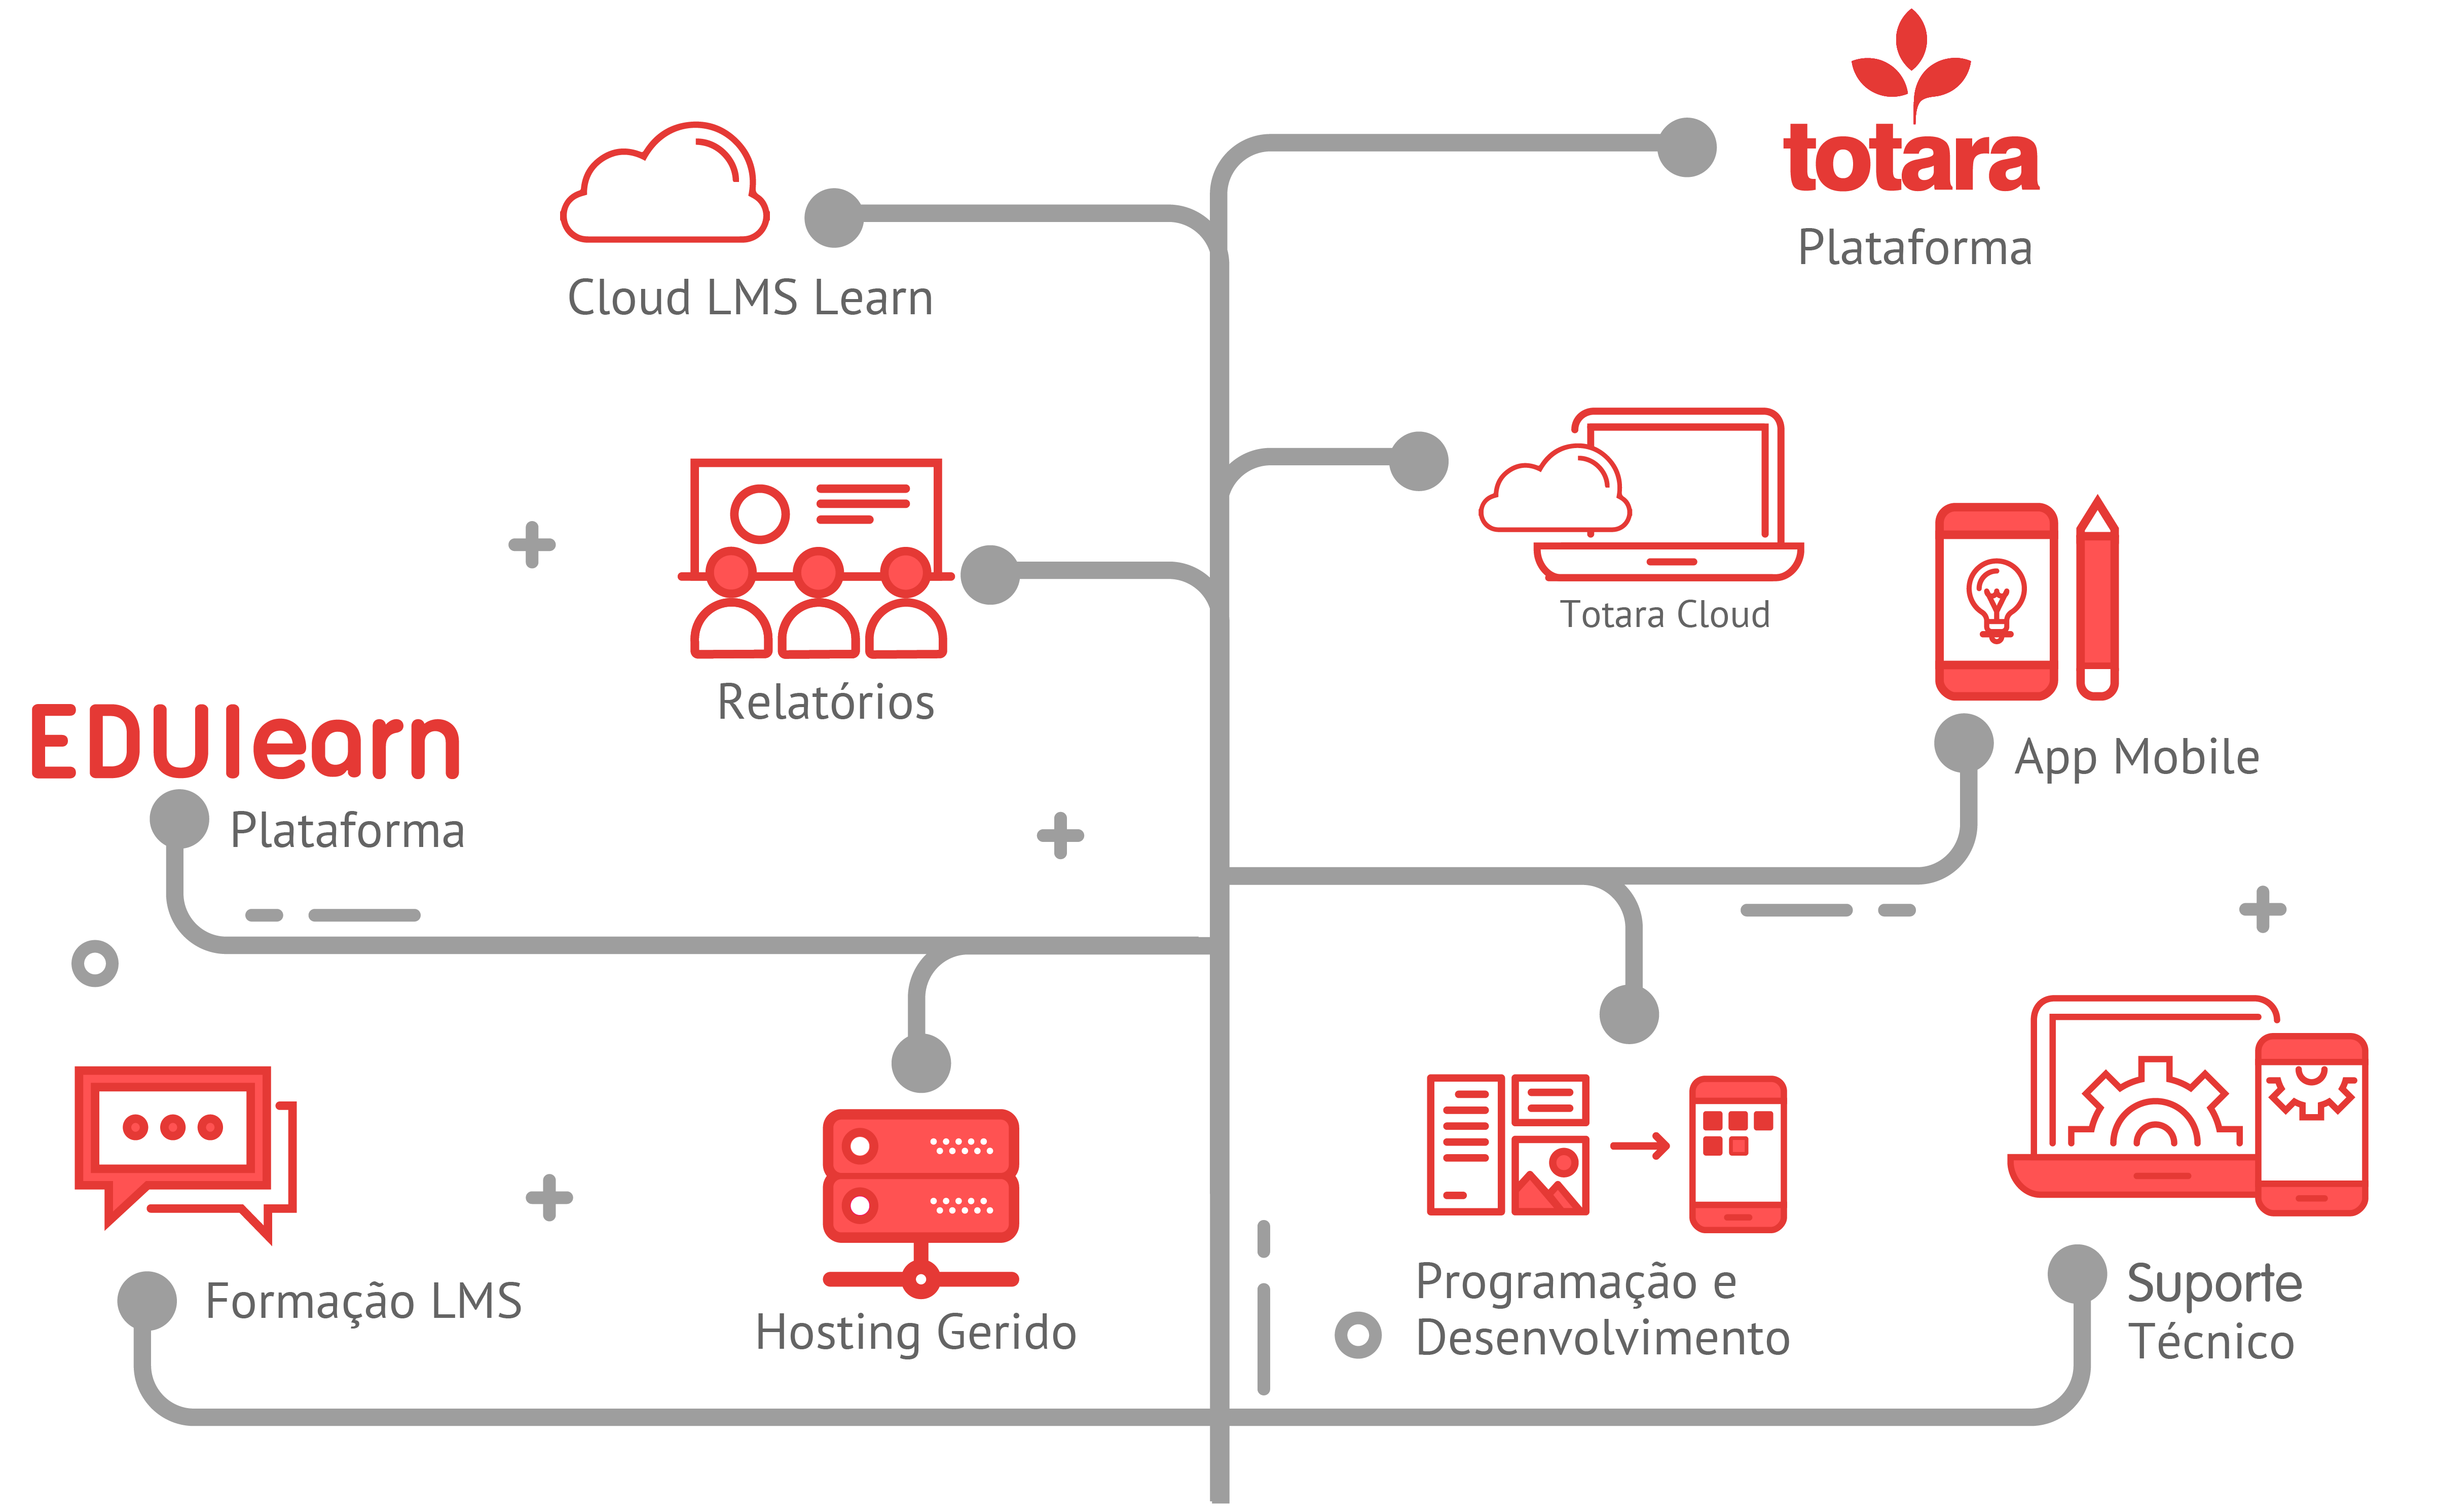 totara
Plataforma
Cloud LMS Learn
Totara Cloud
Relatórios
EDUlearn
Plataforma
App Mobile
Formação LMS
Hosting Gerido
Programação e
Desenvolvimento
Suporte
Técnico